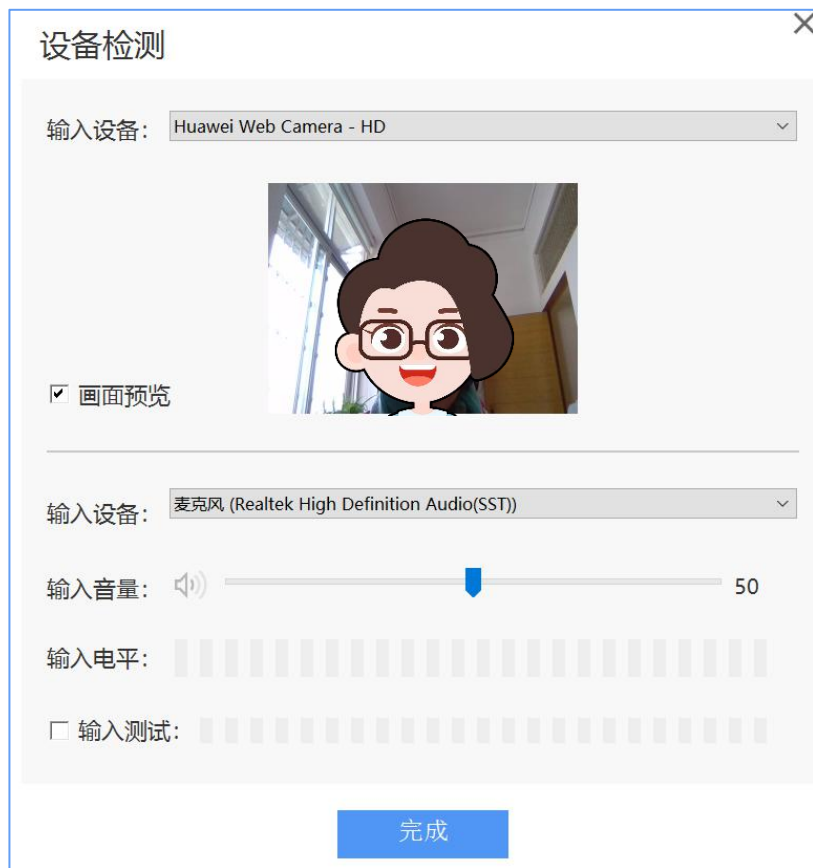 设备检测
输入设备： Huawei Web Camera - HD
画面预览
输入设备： 麦克风 (Realtek High Definition Audio(SST))
输入音量： 50
输入电平：
输入测试：
完成